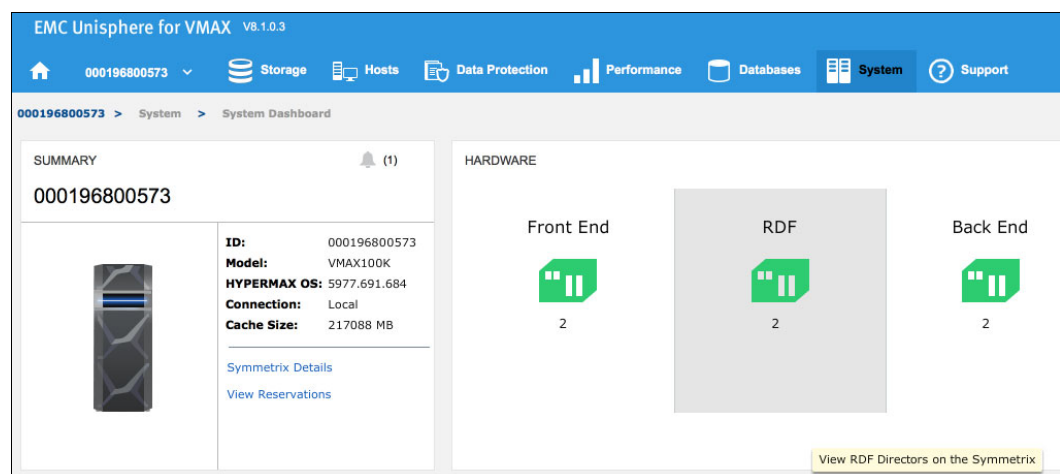 EMC Unisphere for VMAX V8.1.0.3
000196800573 Storage Hosts Data Protection Performance Databases System Support
000196800573 > System > System Dashboard
SUMMARY (1)
000196800573
ID: 000196800573
Model: VMAX100K
HYPERMAX OS: 5977.691.684
Connection: Local
Cache Size: 217088 MB
Symmetrix Details
View Reservations
HARDWARE
Front End RDF Back End
2 2 2
View RDF Directors on the Symmetrix